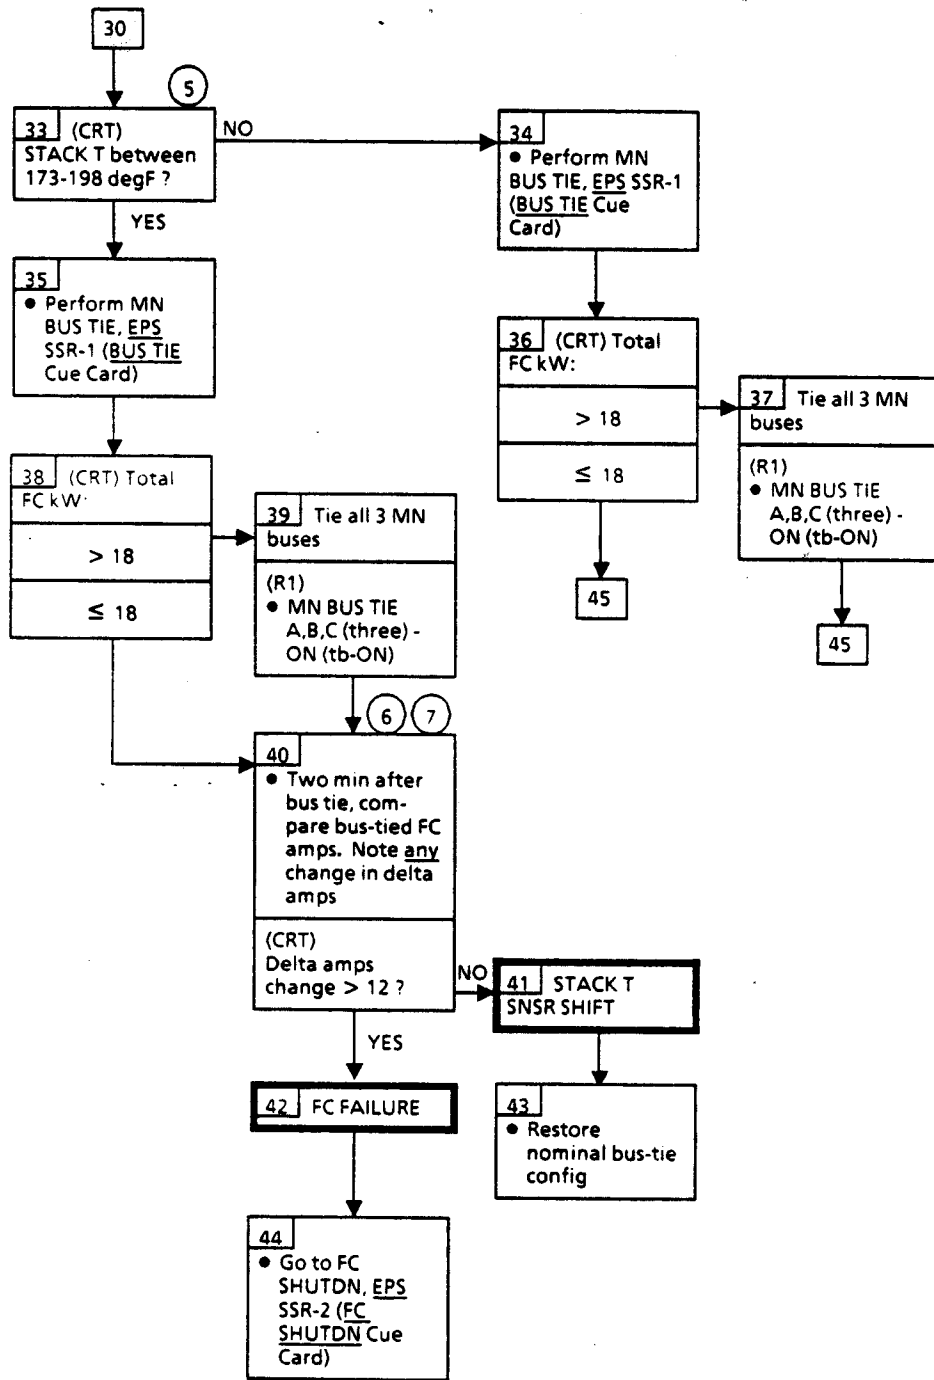 30
5
33 (CRT)
STACK T between
173-198 degF ?
NO
YES
34
• Perform MN
BUS TIE, EPS SSR-1
(BUS TIE Cue
Card)
35
• Perform MN
BUS TIE, EPS
SSR-1 (BUS TIE
Cue Card)
36 (CRT) Total
FC kW:
> 18
≤ 18
37 Tie all 3 MN
buses
(R1)
• MN BUS TIE
A,B,C (three) -
ON (tb-ON)
45
45
38 (CRT) Total
FC kW:
> 18
≤ 18
39 Tie all 3 MN
buses
(R1)
• MN BUS TIE
A,B,C (three) -
ON (tb-ON)
6 7
40
• Two min after
bus tie, com-
pare bus-tied FC
amps. Note any
change in delta
amps
(CRT)
Delta amps
change > 12 ?
NO
YES
41 STACK T
SNSR SHIFT
42 FC FAILURE
43
• Restore
nominal bus-tie
config
44
• Go to FC
SHUTDN, EPS
SSR-2 (FC
SHUTDN Cue
Card)